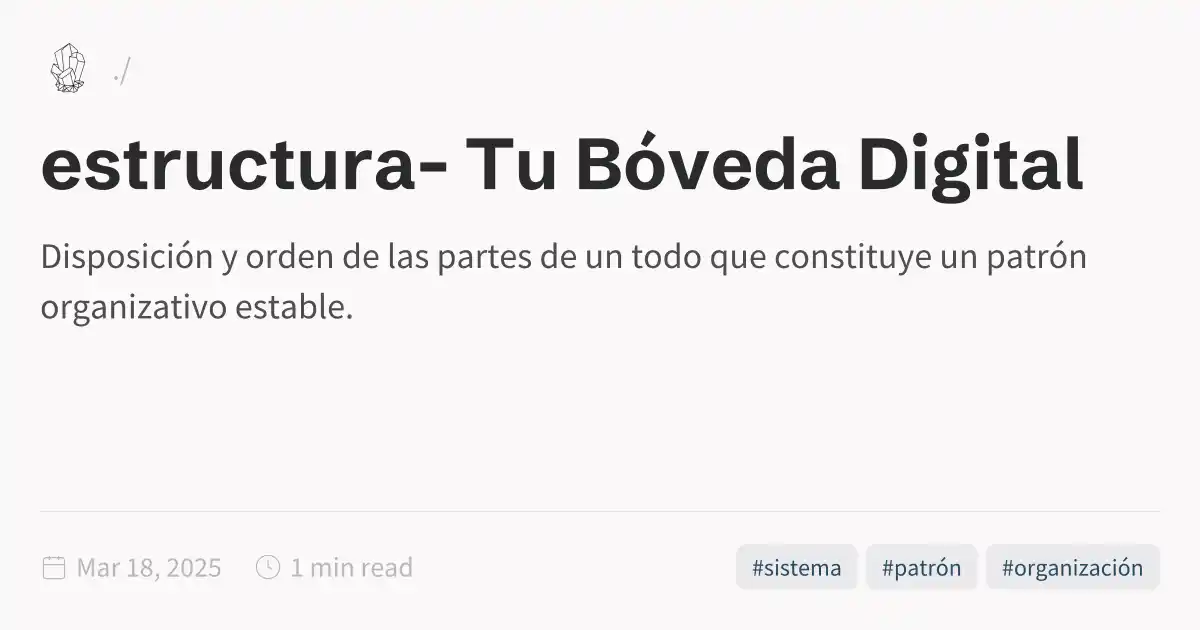 ./
estructura- Tu Bóveda Digital
Disposición y orden de las partes de un todo que constituye un patrón
organizativo estable.
Mar 18, 2025 1 min read #sistema #patrón #organización